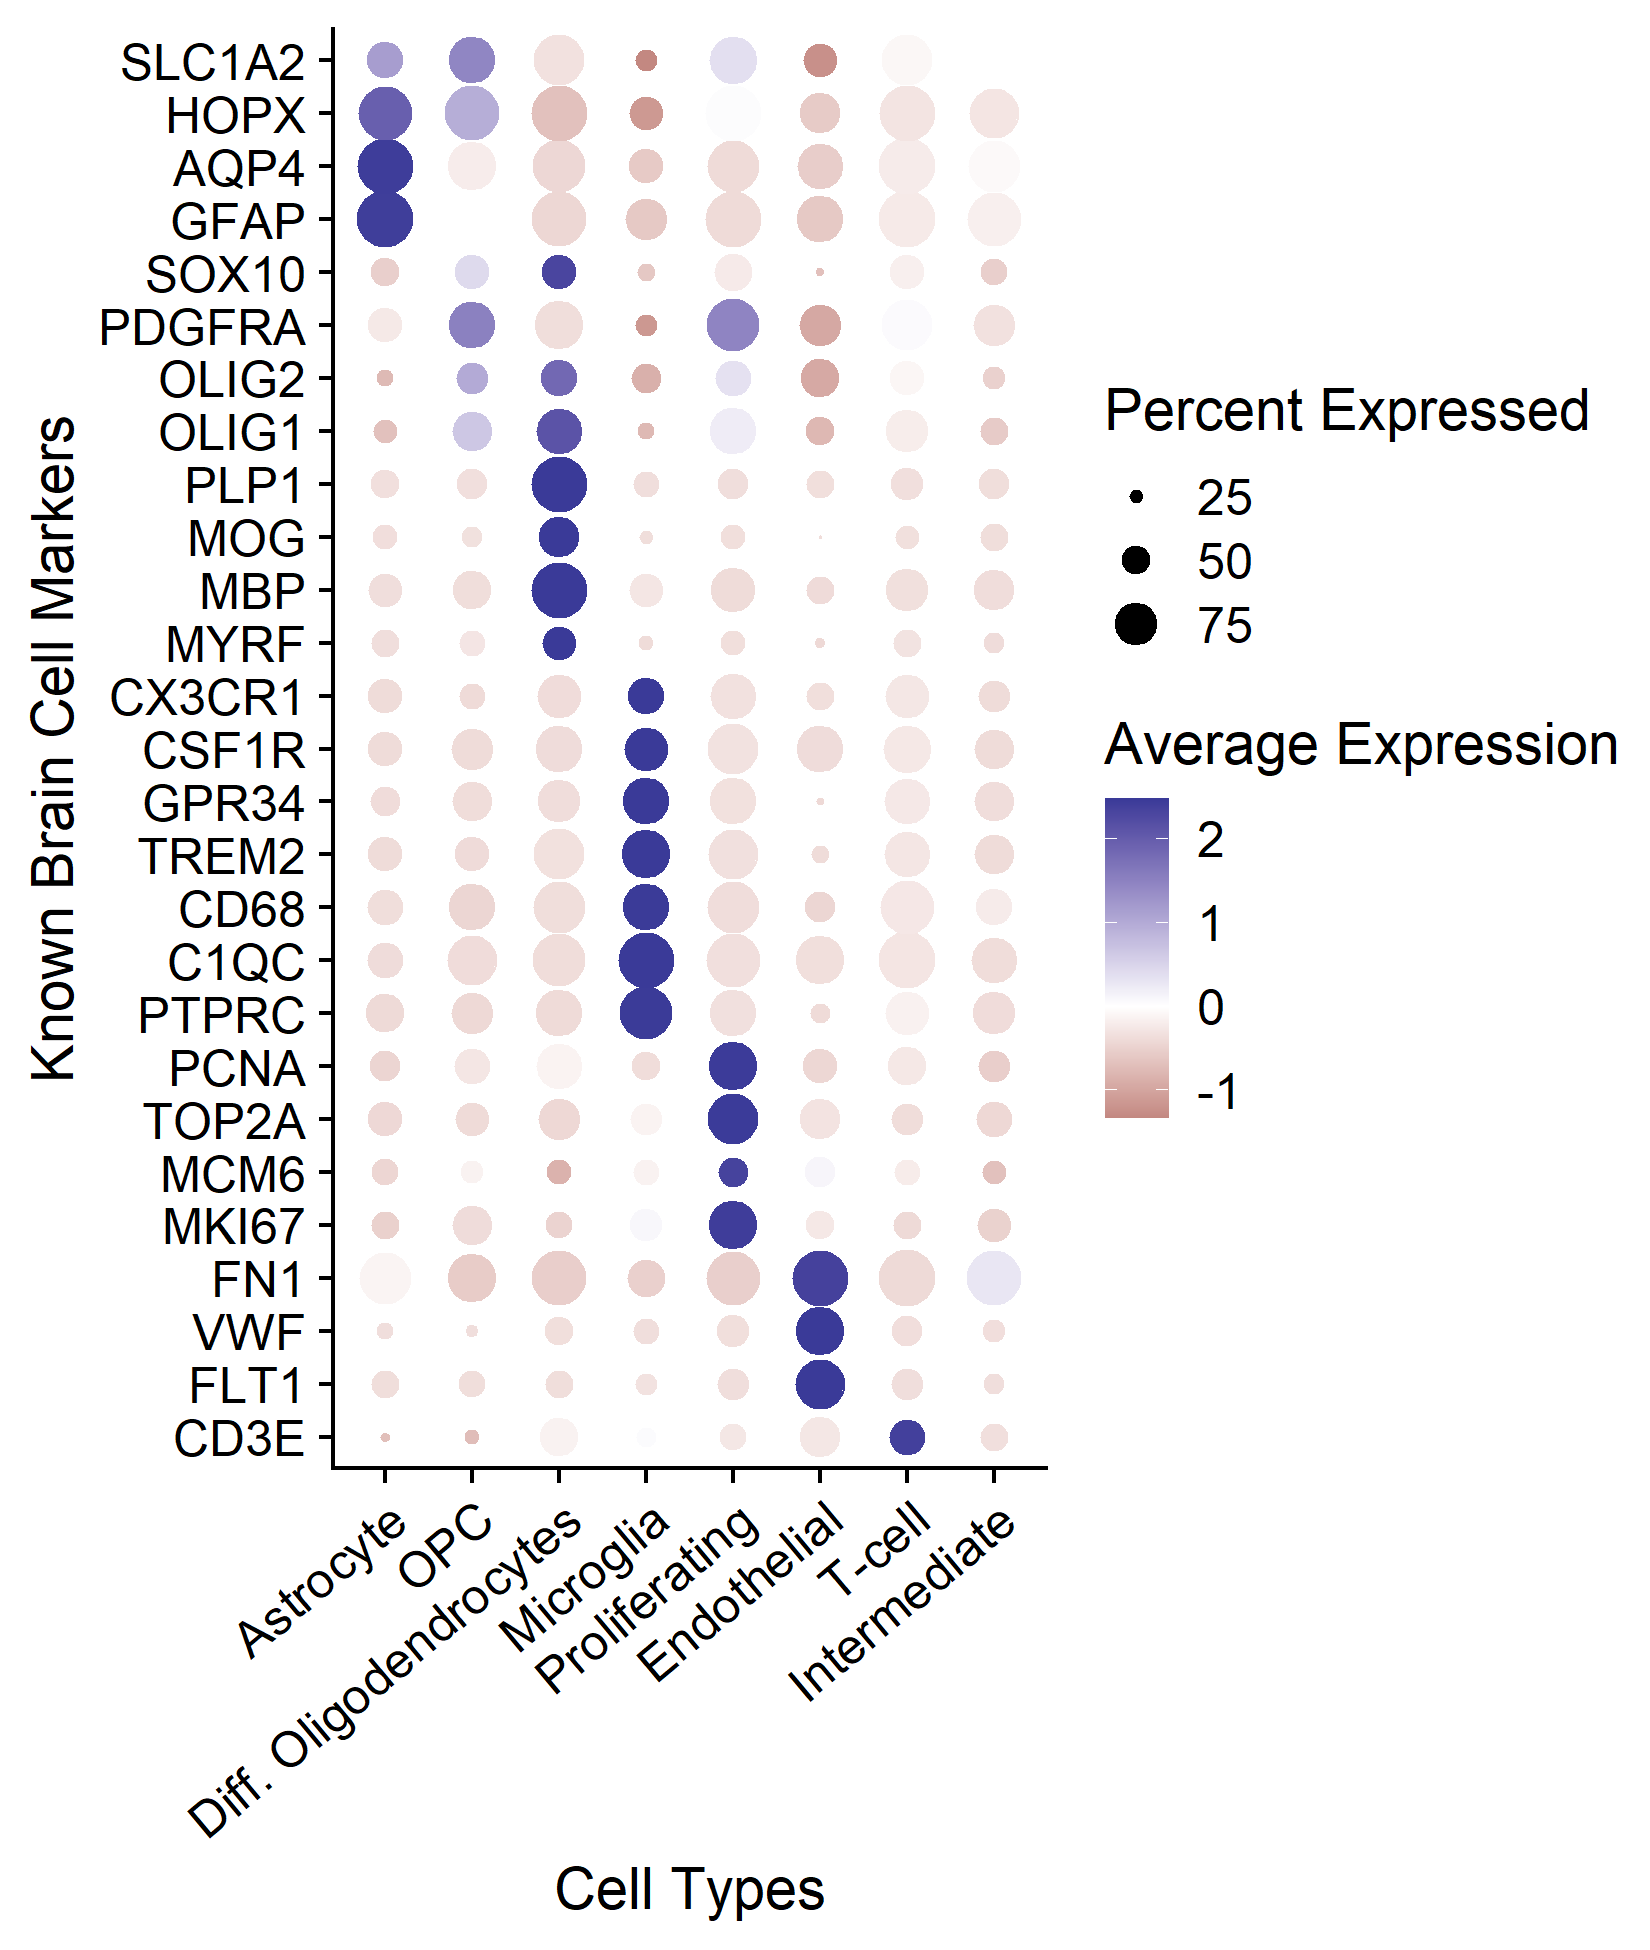 SLC1A2
HOPX
AQP4
GFAP
SOX10
PDGFRA
OLIG2
OLIG1
PLP1
MOG
MBP
MYRF
CX3CR1
CSF1R
GPR34
TREM2
CD68
C1QC
PTPRC
PCNA
TOP2A
MCM6
MKI67
FN1
VWF
FLT1
CD3E
Known Brain Cell Markers
Astrocyte
OPC
Diff. Oligodendrocytes
Microglia
Proliferating
Endothelial
T-cell
Intermediate
Cell Types
Percent Expressed
25
50
75
Average Expression
2
1
0
-1